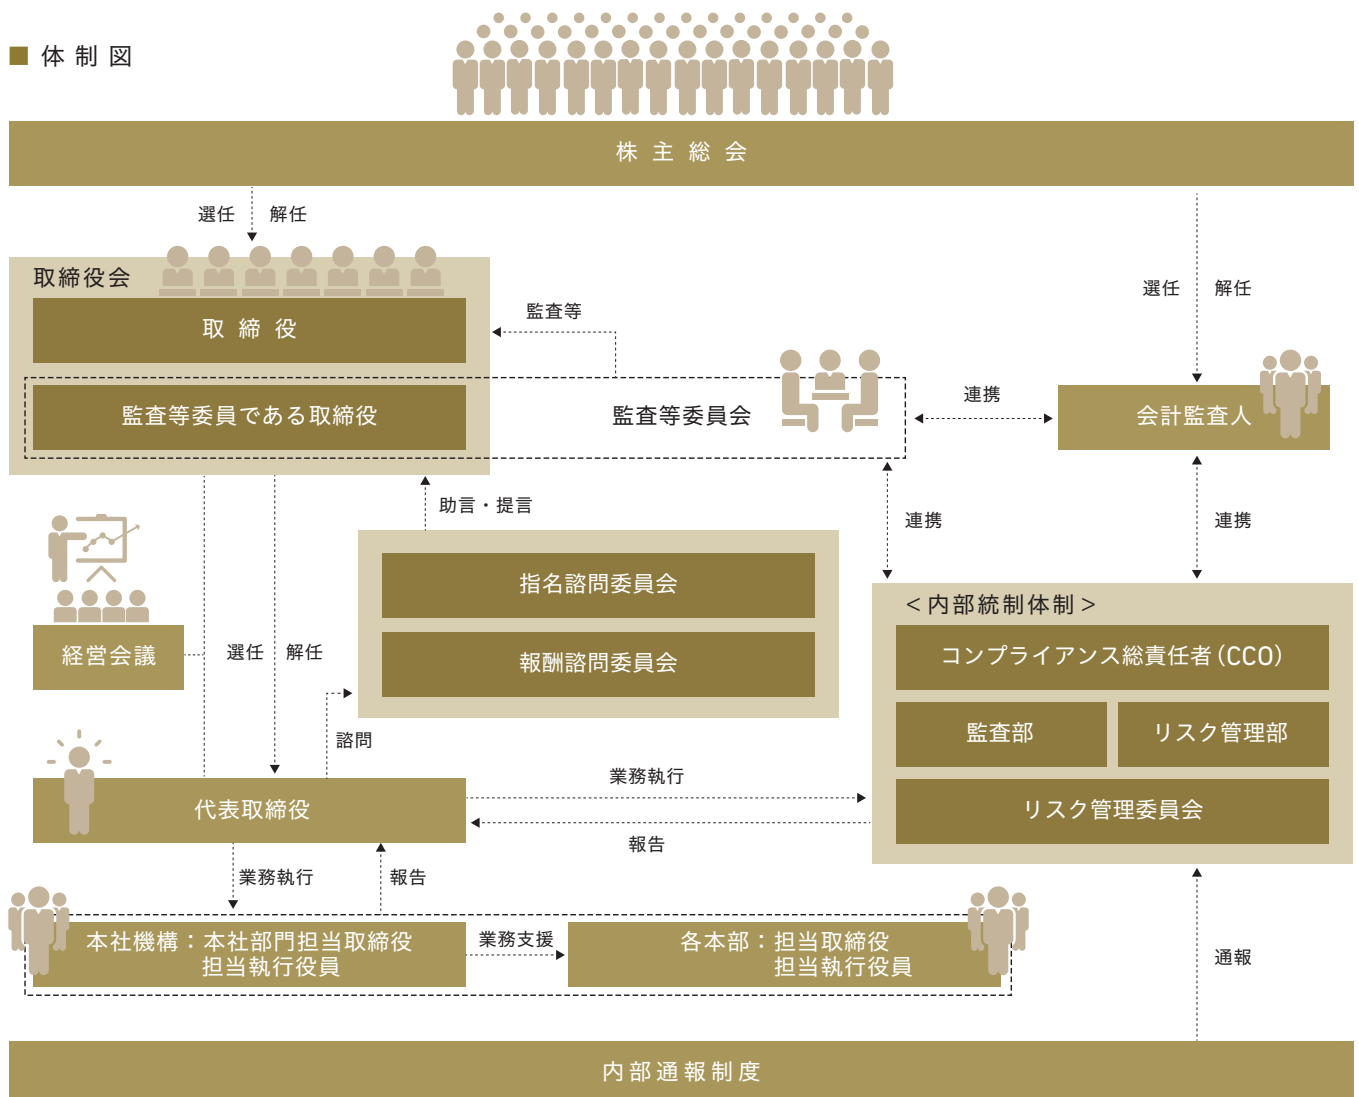 ■ 体制図
株主総会
選任 解任
選任 解任
取締役会
取締役
監査等
監査等委員である取締役
監査等委員会
連携
会計監査人
助言・提言
連携
連携
指名諮問委員会
報酬諮問委員会
＜内部統制体制＞
コンプライアンス総責任者（CCO）
監査部
リスク管理部
リスク管理委員会
経営会議
選任 解任
諮問
代表取締役
業務執行
報告
業務執行
報告
本社機構：本社部門担当取締役
担当執行役員
業務支援
各本部：担当取締役
担当執行役員
通報
内部通報制度